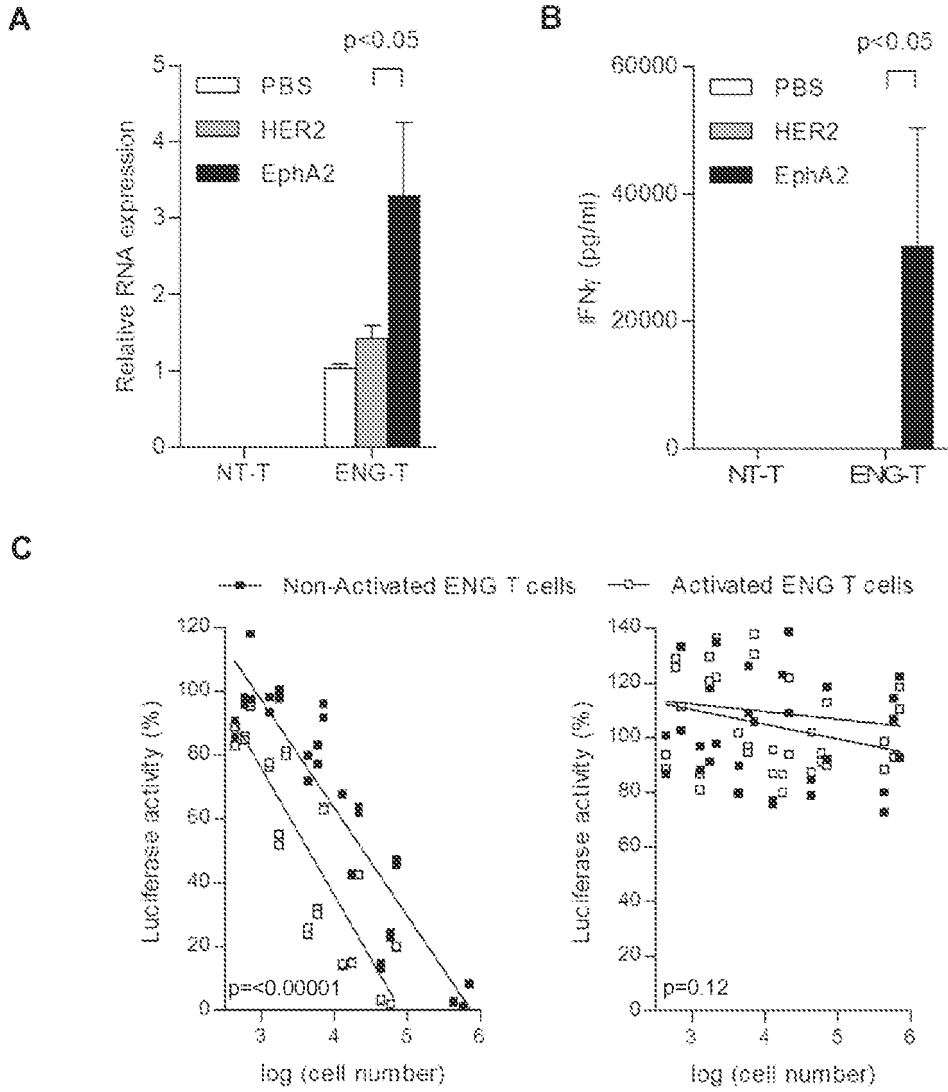 A
p<0.05
PBS
HER2
EphA2
Relative RNA expression
5
4
3
2
1
0
NT-T
ENG-T
B
p<0.05
PBS
HER2
EphA2
IFNγ (pg/ml)
60000
40000
20000
0
NT-T
ENG-T
C
Non-Activated ENG T cells
Activated ENG T cells
Luciferase activity (%)
120
100
80
60
40
20
0
p=<0.00001
3
4
5
6
log (cell number)
Luciferase activity (%)
140
120
100
80
60
40
20
0
p=0.12
3
4
5
6
log (cell number)